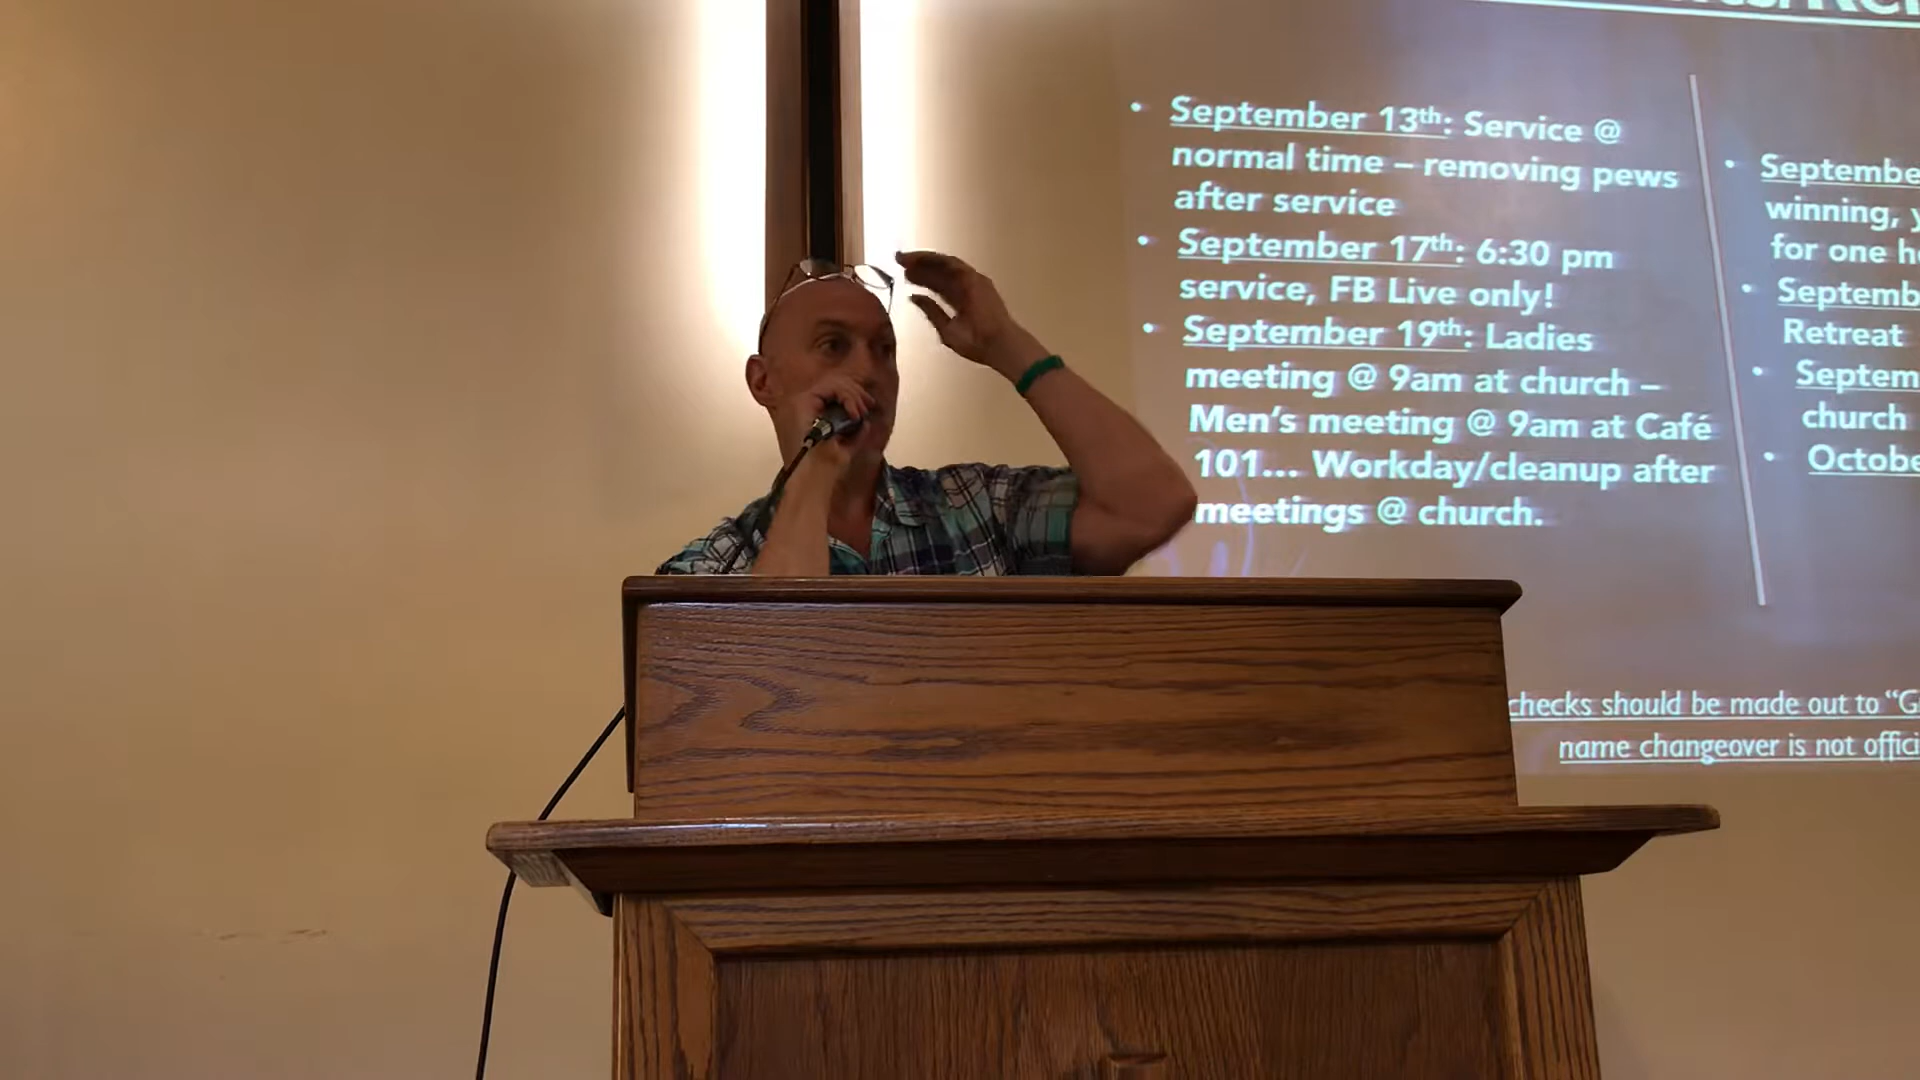 • September 13th: Service @
normal time – removing pews
after service
• September 17th: 6:30 pm
service, FB Live only!
• September 19th: Ladies
meeting @ 9am at church –
Men's meeting @ 9am at Café
101... Workday/cleanup after
meetings @ church.
• Septembe
winning, y
for one h
• Septemb
Retreat
• Septem
church
• Octobe
checks should be made out to "G
name changeover is not offici